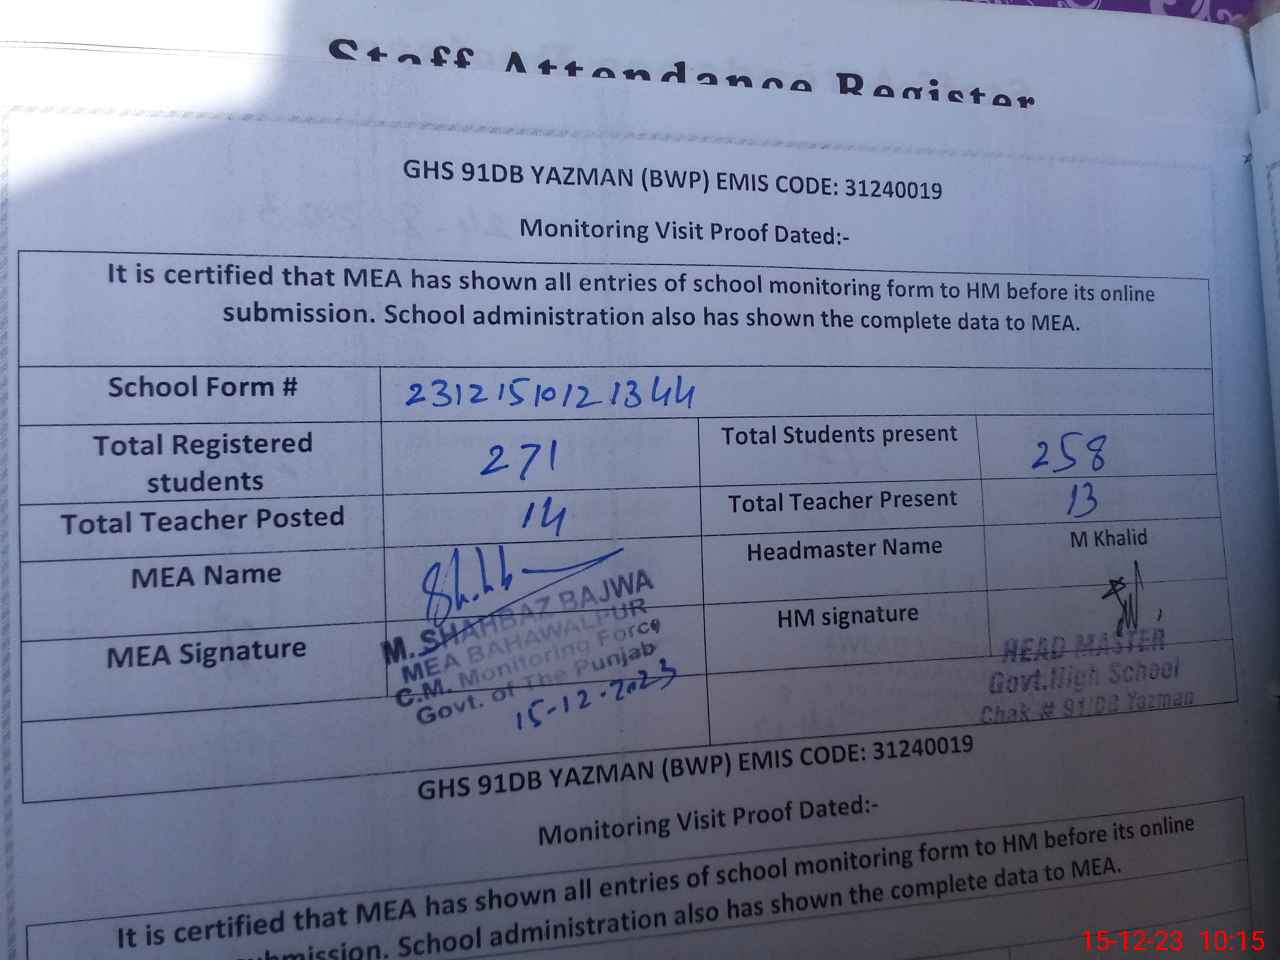 Staff Attendance Register
GHS 91DB YAZMAN (BWP) EMIS CODE: 31240019
Monitoring Visit Proof Dated:-
It is certified that MEA has shown all entries of school monitoring form to HM before its online
submission. School administration also has shown the complete data to MEA.
School Form # 23121510121344
Total Registered students 271 Total Students present 258
Total Teacher Posted 14 Total Teacher Present 13
MEA Name Headmaster Name M Khalid
MEA Signature HM signature
M. SHAHBAZ BAJWA
MEA BAHAWALPUR
C.M. Monitoring Force
Govt. of The Punjab
15-12-2023
HEAD MASTER
Govt.High School
Chak # 91/DB Yazman
GHS 91DB YAZMAN (BWP) EMIS CODE: 31240019
Monitoring Visit Proof Dated:-
It is certified that MEA has shown all entries of school monitoring form to HM before its online
submission. School administration also has shown the complete data to MEA.
15-12-23 10:15